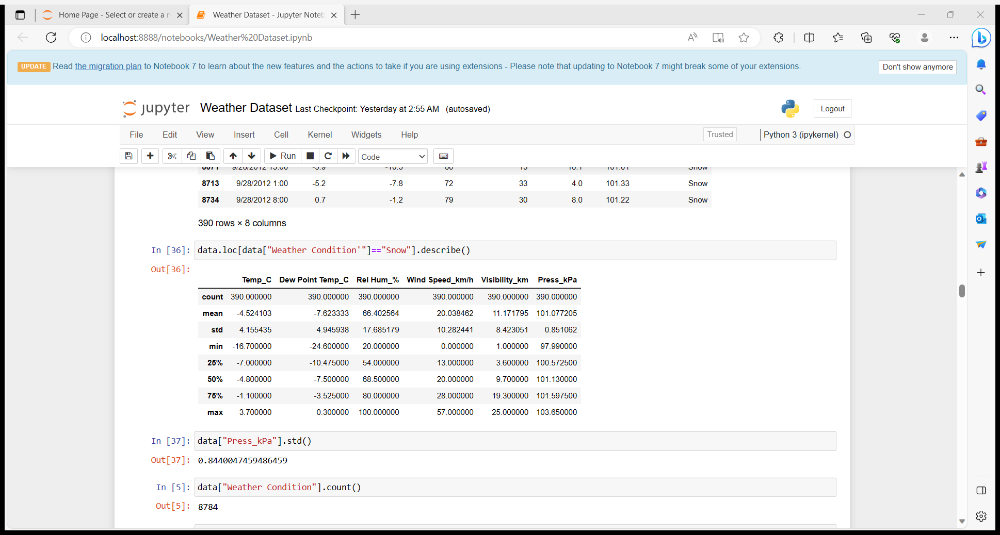 Home Page - Select or create a n
Weather Dataset - Jupyter Noteb
localhost:8888/notebooks/Weather%20Dataset.ipynb
UPDATE Read the migration plan to Notebook 7 to learn about the new features and the actions to take if you are using extensions - Please note that updating to Notebook 7 might break some of your extensions.
Don't show anymore
jupyter Weather Dataset Last Checkpoint: Yesterday at 2:55 AM (autosaved)
Logout
File Edit View Insert Cell Kernel Widgets Help
Trusted Python 3 (ipykernel)
Run Code
8713 9/28/2012 1:00 -5.2 -7.8 72 33 4.0 101.33 Snow
8734 9/28/2012 8:00 0.7 -1.2 79 30 8.0 101.22 Snow
390 rows × 8 columns
In [36]: data.loc[data["Weather Condition'"]=="Snow"].describe()
Out[36]:
Temp_C Dew Point Temp_C Rel Hum_% Wind Speed_km/h Visibility_km Press_kPa
count 390.000000 390.000000 390.000000 390.000000 390.000000 390.000000
mean -4.524103 -7.623333 66.402564 20.038462 11.171795 101.077205
std 4.155435 4.945938 17.685179 10.282441 8.423051 0.851062
min -16.700000 -24.600000 20.000000 0.000000 1.000000 97.990000
25% -7.000000 -10.475000 54.000000 13.000000 3.600000 100.572500
50% -4.800000 -7.500000 68.500000 20.000000 9.700000 101.130000
75% -1.100000 -3.525000 80.000000 28.000000 19.300000 101.597500
max 3.700000 0.300000 100.000000 57.000000 25.000000 103.650000
In [37]: data["Press_kPa"].std()
Out[37]: 0.8440047459486459
In [5]: data["Weather Condition"].count()
Out[5]: 8784